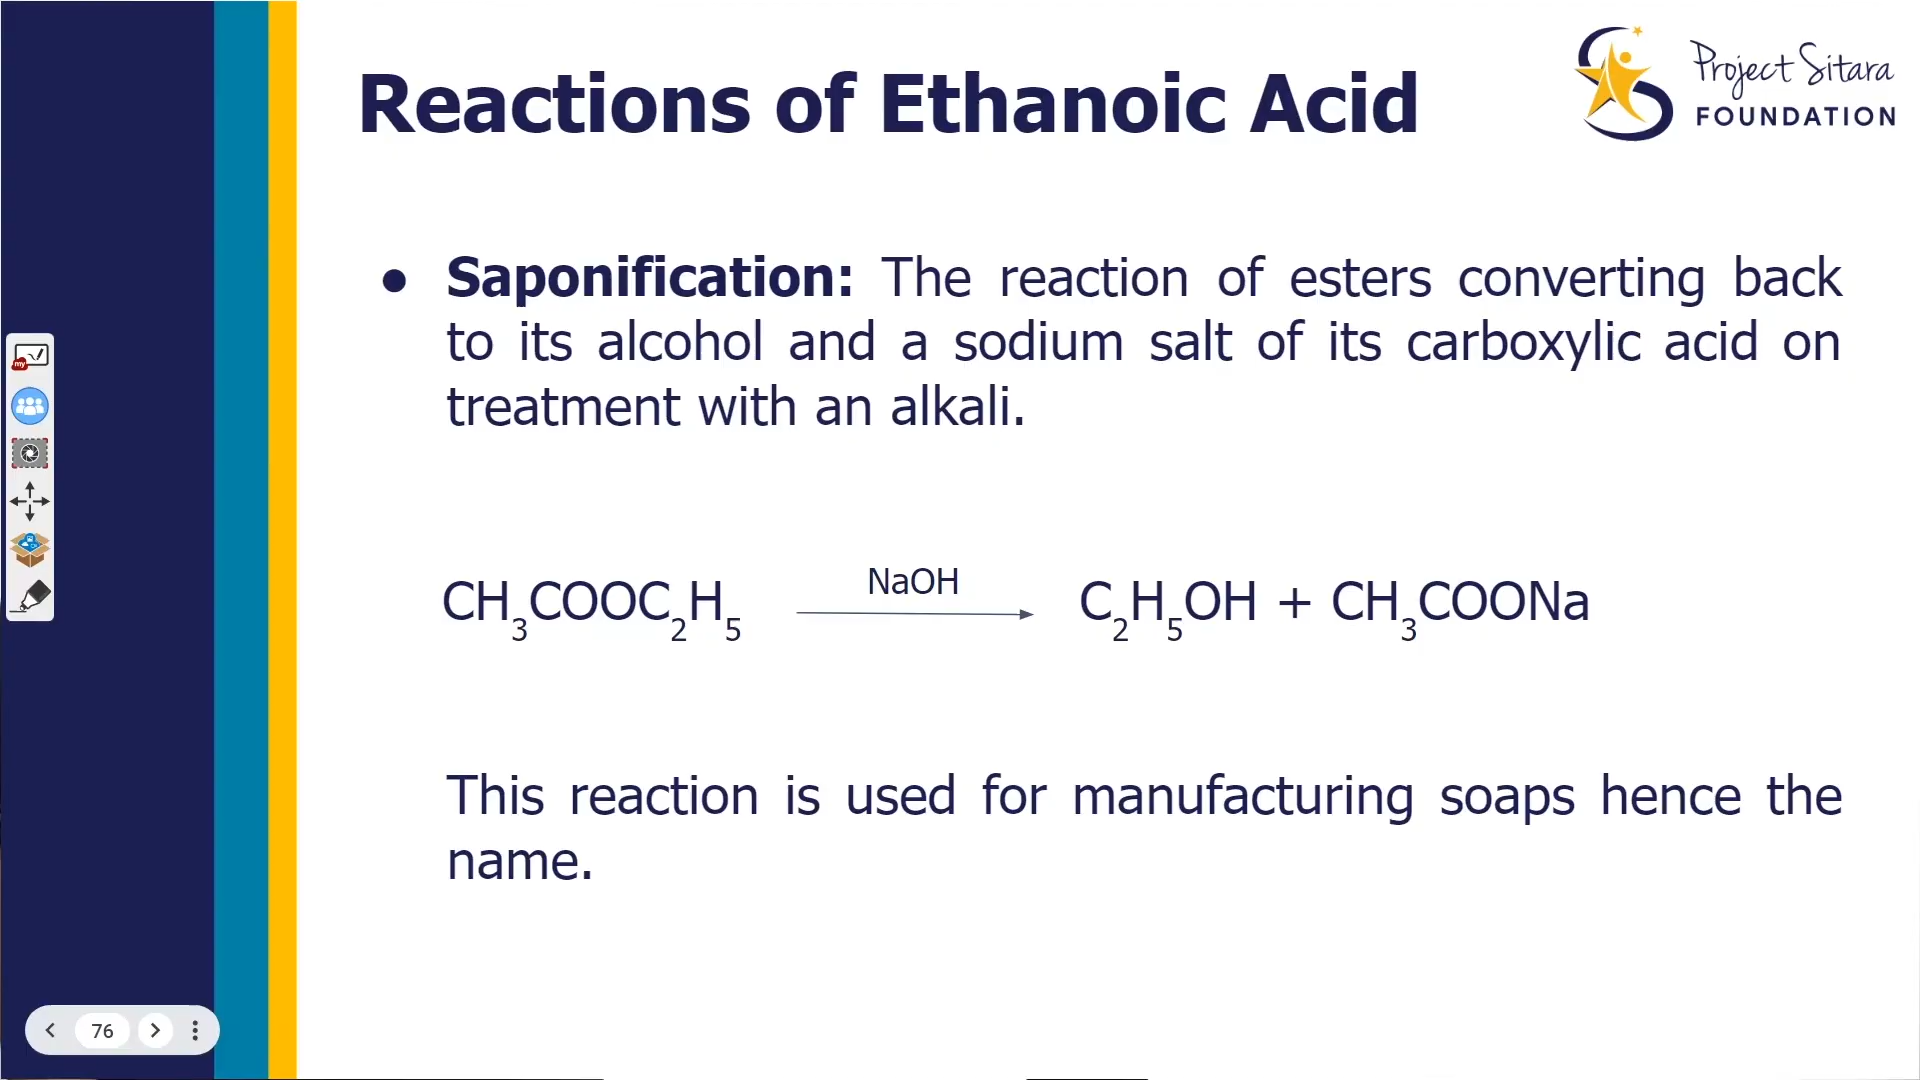 Reactions of Ethanoic Acid
Project Sitara
FOUNDATION
● Saponification: The reaction of esters converting back
to its alcohol and a sodium salt of its carboxylic acid on
treatment with an alkali.
NaOH
CH₃COOC₂H₅ → C₂H₅OH + CH₃COONa
This reaction is used for manufacturing soaps hence the
name.
my
76